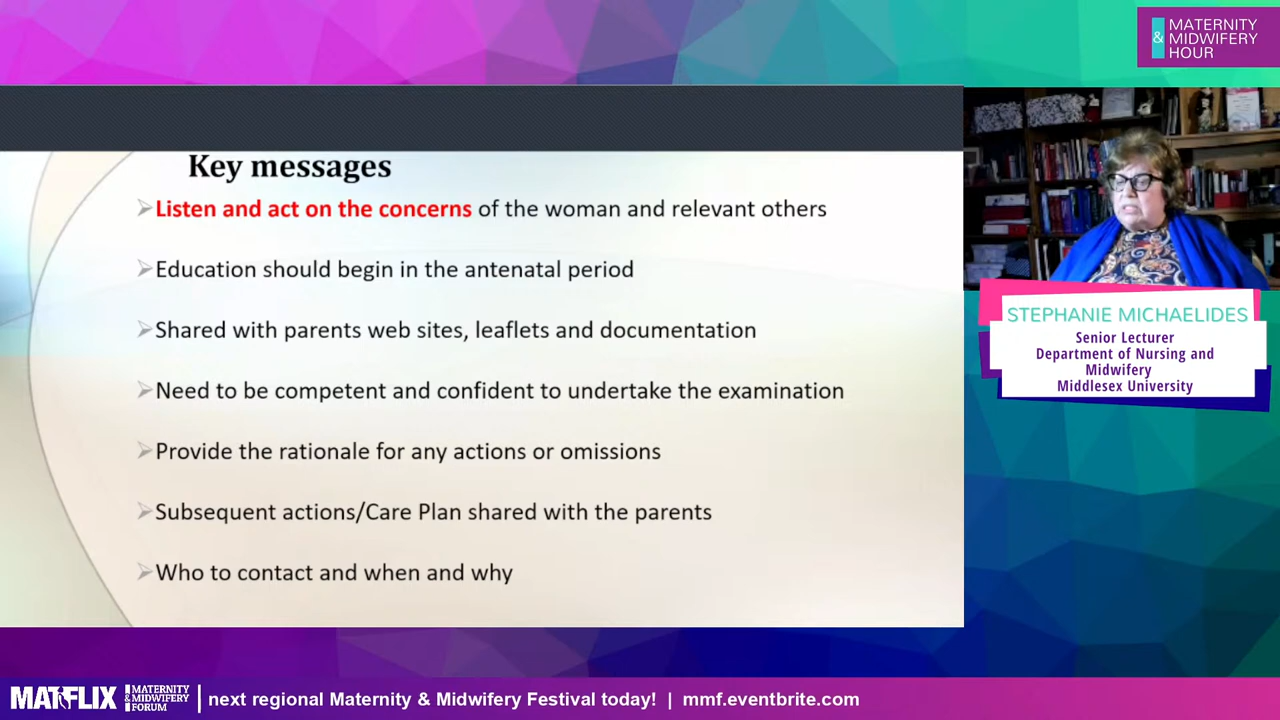 MATERNITY
& MIDWIFERY
HOUR
Key messages
Listen and act on the concerns of the woman and relevant others
Education should begin in the antenatal period
Shared with parents web sites, leaflets and documentation
Need to be competent and confident to undertake the examination
Provide the rationale for any actions or omissions
Subsequent actions/Care Plan shared with the parents
Who to contact and when and why
STEPHANIE MICHAELIDES
Senior Lecturer
Department of Nursing and
Midwifery
Middlesex University
MATFLIX
MATERNITY
& MIDWIFERY
FORUM
next regional Maternity & Midwifery Festival today! | mmf.eventbrite.com